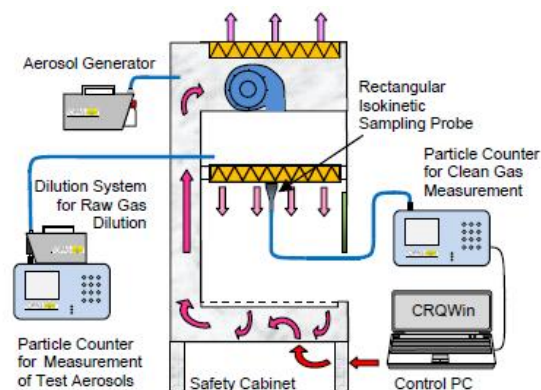 Aerosol Generator
Rectangular
Isokinetic
Sampling Probe
Particle Counter
for Clean Gas
Measurement
Dilution System
for Raw Gas
Dilution
CRQWin
Particle Counter
for Measurement
of Test Aerosols
Safety Cabinet
Control PC